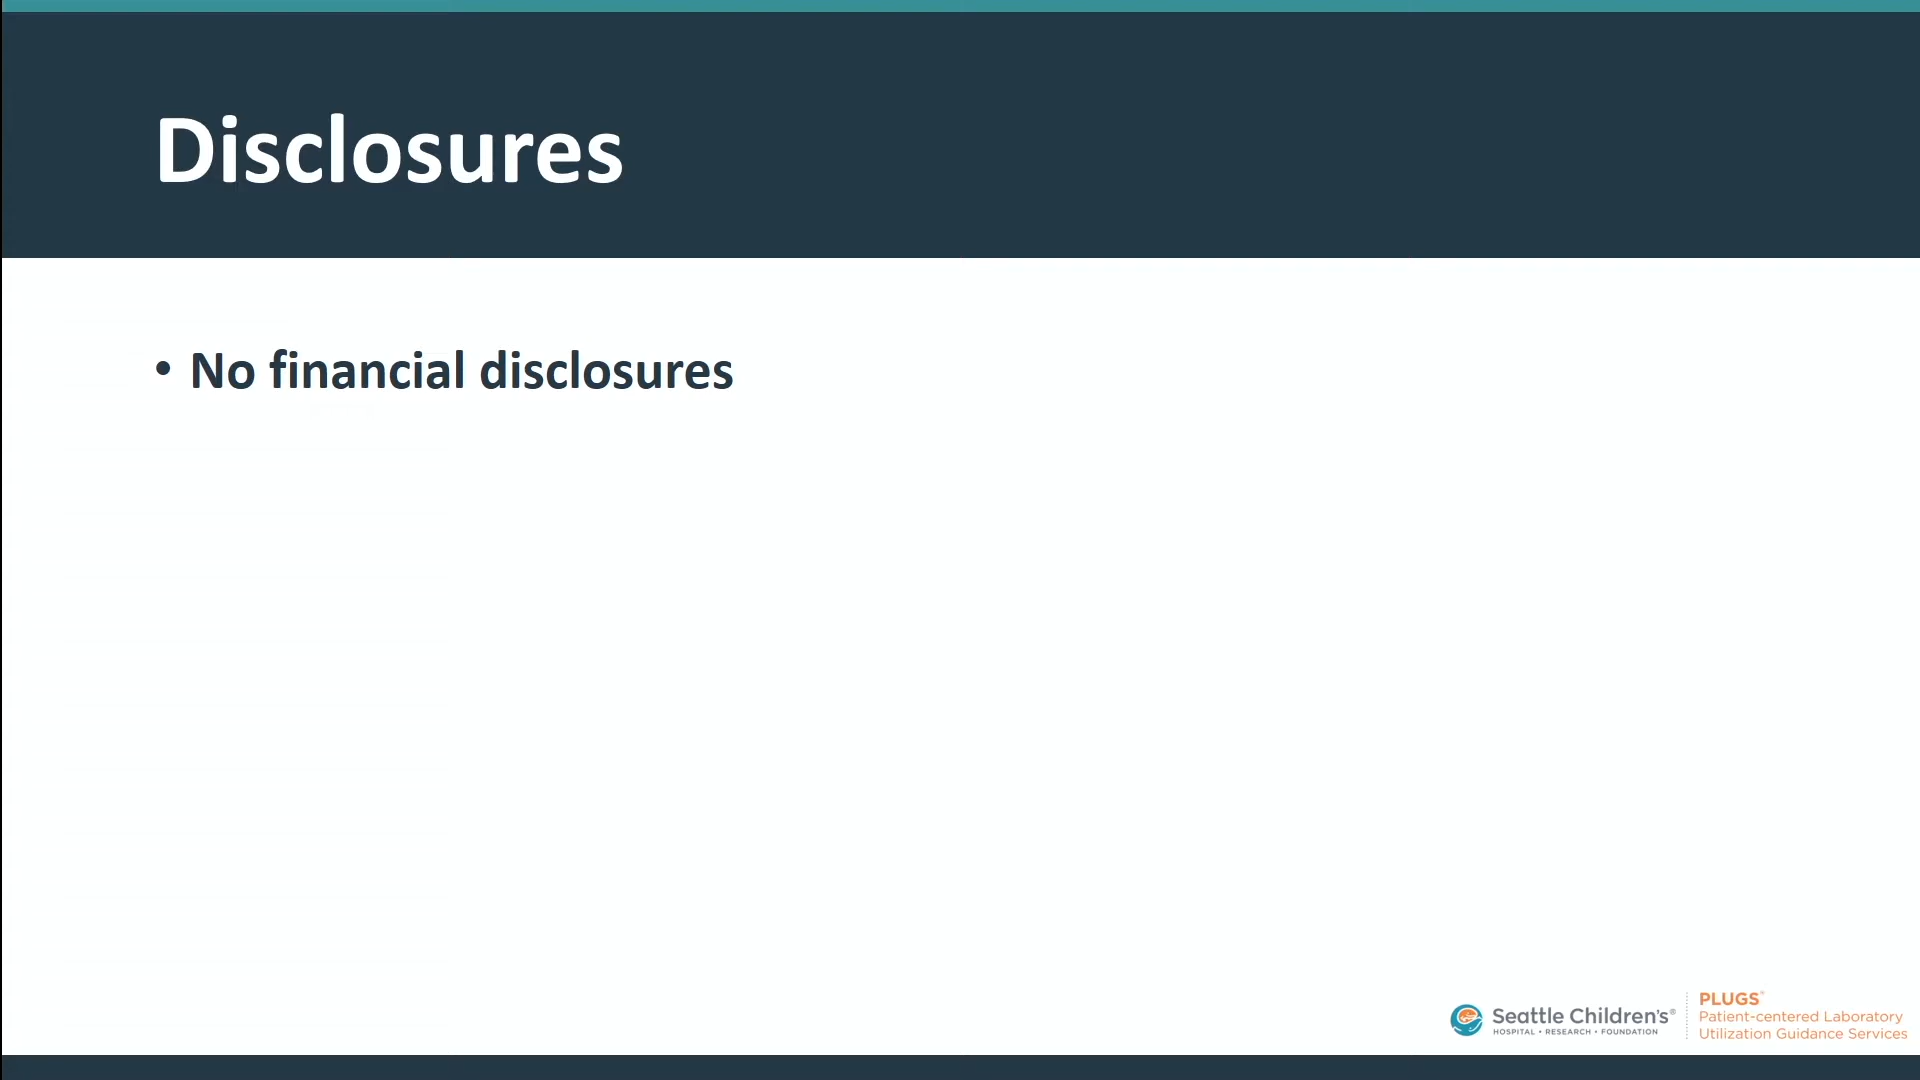 Disclosures
• No financial disclosures
Seattle Children's®
HOSPITAL • RESEARCH • FOUNDATION
PLUGS®
Patient-centered Laboratory
Utilization Guidance Services